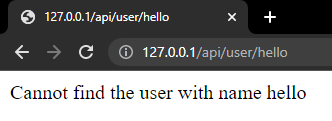 127.0.0.1/api/user/hello
127.0.0.1/api/user/hello
Cannot find the user with name hello